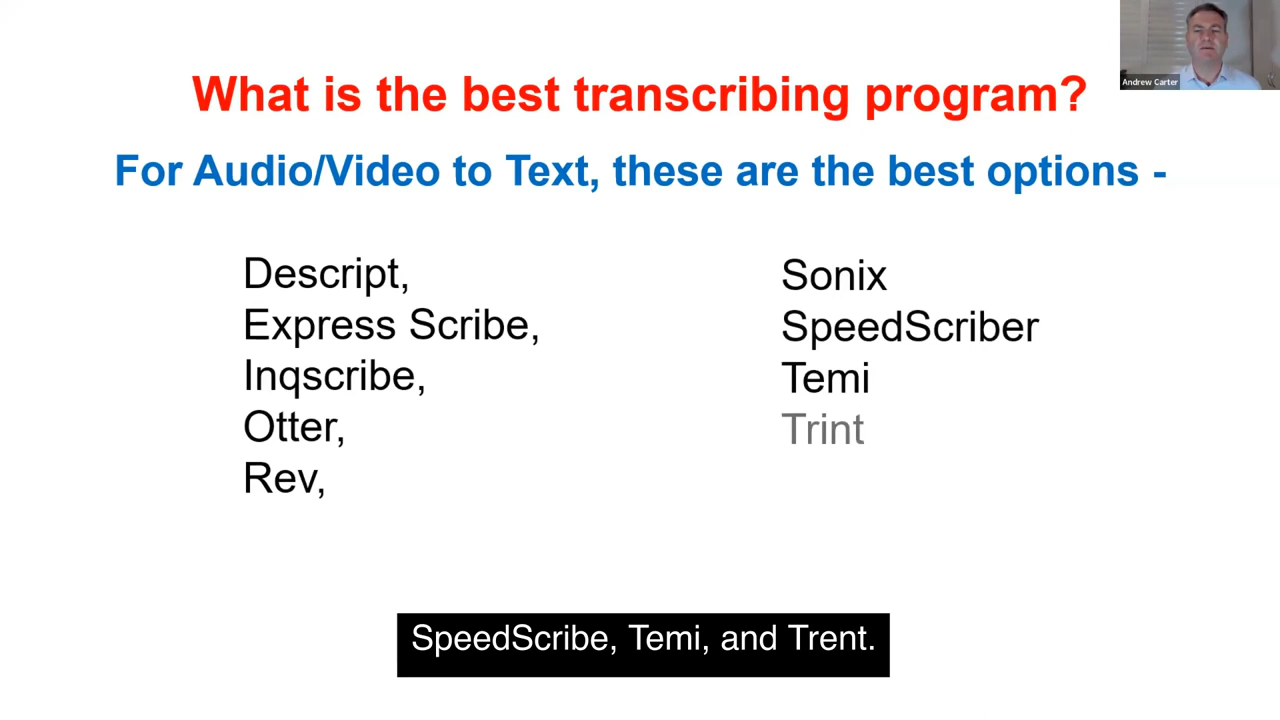 Andrew Carter
What is the best transcribing program?
For Audio/Video to Text, these are the best options -
Descript,
Express Scribe,
Inqscribe,
Otter,
Rev,
Sonix
SpeedScriber
Temi
Trint
SpeedScribe, Temi, and Trent.